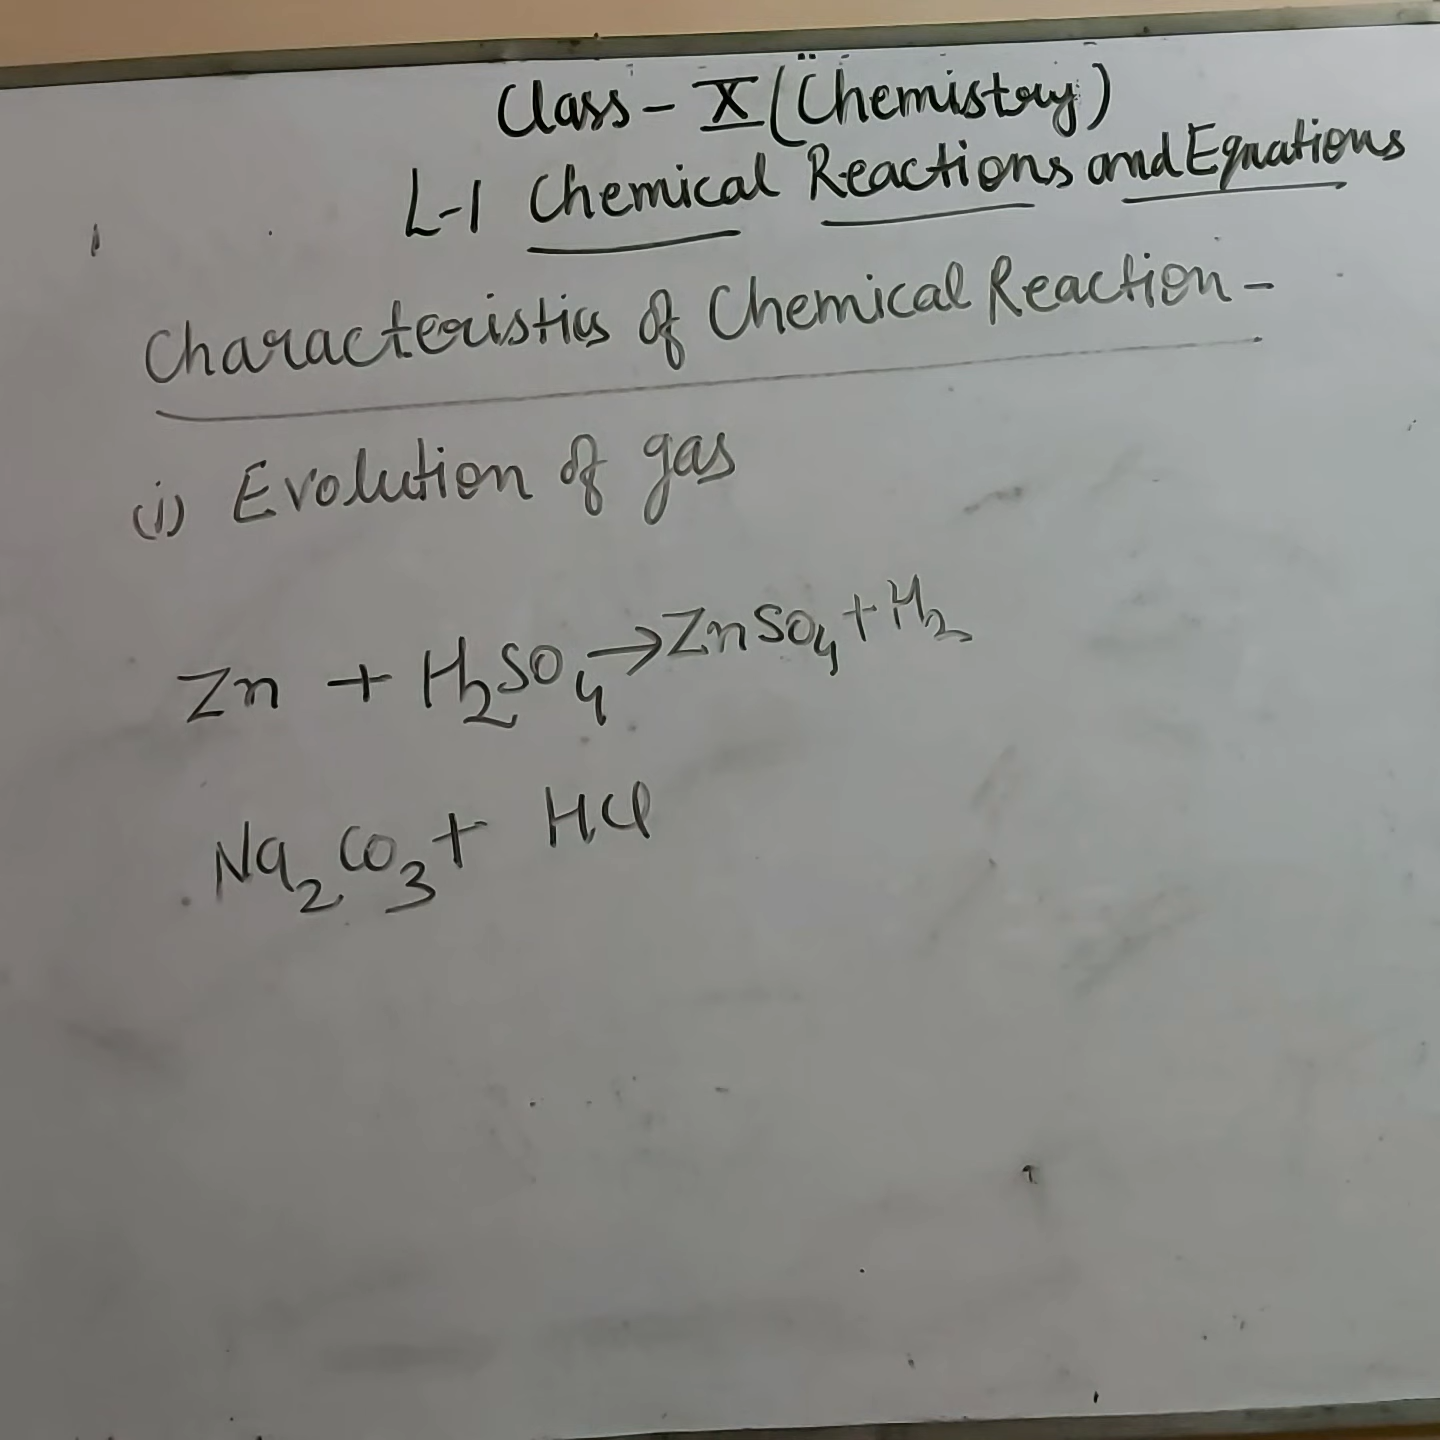 Class - X (Chemistry)
L-1 Chemical Reactions and Equations
Characteristics of Chemical Reaction -
(i) Evolution of gas
Zn + H₂SO₄ → ZnSO₄ + H₂
Na₂CO₃ + HCl